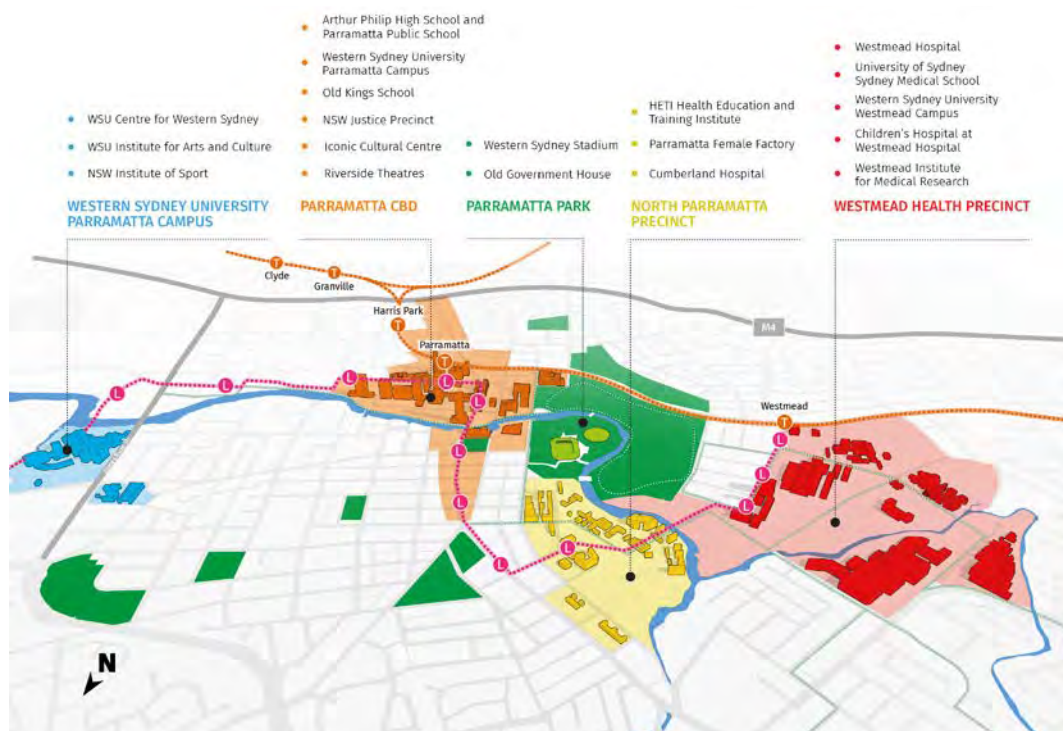 WSU Centre for Western Sydney
WSU Institute for Arts and Culture
NSW Institute of Sport
WESTERN SYDNEY UNIVERSITY
PARRAMATTA CAMPUS
Arthur Philip High School and
Parramatta Public School
Western Sydney University
Parramatta Campus
Old Kings School
NSW Justice Precinct
Iconic Cultural Centre
Riverside Theatres
PARRAMATTA CBD
Western Sydney Stadium
Old Government House
PARRAMATTA PARK
HETI Health Education and
Training Institute
Parramatta Female Factory
Cumberland Hospital
NORTH PARRAMATTA
PRECINCT
Westmead Hospital
University of Sydney
Sydney Medical School
Western Sydney University
Westmead Campus
Children's Hospital at
Westmead Hospital
Westmead Institute
for Medical Research
WESTMEAD HEALTH PRECINCT
T
Clyde
T
Granville
Harris Park
T
M4
Parramatta
T
Westmead
T
L
L
L
L
L
L
L
L
L
L
L
L
L
L
N